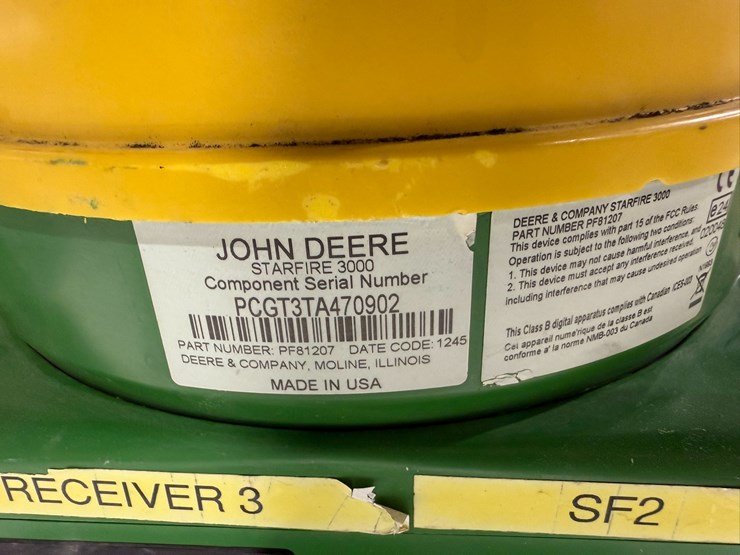 JOHN DEERE
STARFIRE 3000
Component Serial Number
PCGT3TA470902
PART NUMBER: PF81207 DATE CODE: 1245
DEERE & COMPANY, MOLINE, ILLINOIS
MADE IN USA
DEERE & COMPANY STARFIRE 3000
PART NUMBER PF81207
This device complies with part 15 of the FCC Rules.
Operation is subject to the following two conditions:
1. This device may not cause harmful interference, and
2. This device must accept any interference received,
including interference that may cause undesired operation
This Class B digital apparatus complies with Canadian ICES-003
Cet appareil numérique de la classe B est
conforme a' la norme NMB-003 du Canada
CE
e24
RECEIVER 3
SF2